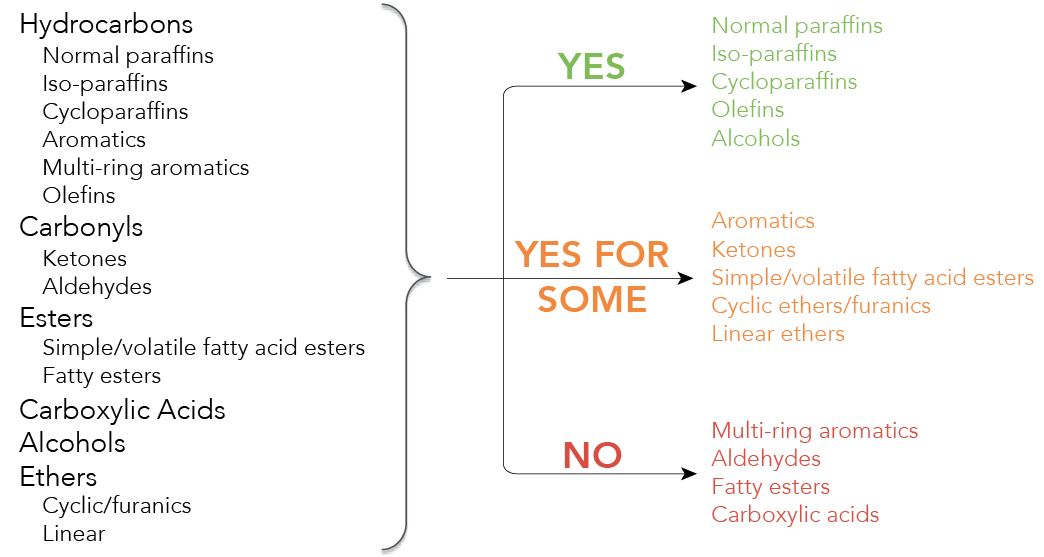 Hydrocarbons
Normal paraffins
Iso-paraffins
Cycloparaffins
Aromatics
Multi-ring aromatics
Olefins
Carbonyls
Ketones
Aldehydes
Esters
Simple/volatile fatty acid esters
Fatty esters
Carboxylic Acids
Alcohols
Ethers
Cyclic/furanics
Linear
YES
Normal paraffins
Iso-paraffins
Cycloparaffins
Olefins
Alcohols
YES FOR
SOME
Aromatics
Ketones
Simple/volatile fatty acid esters
Cyclic ethers/furanics
Linear ethers
NO
Multi-ring aromatics
Aldehydes
Fatty esters
Carboxylic acids